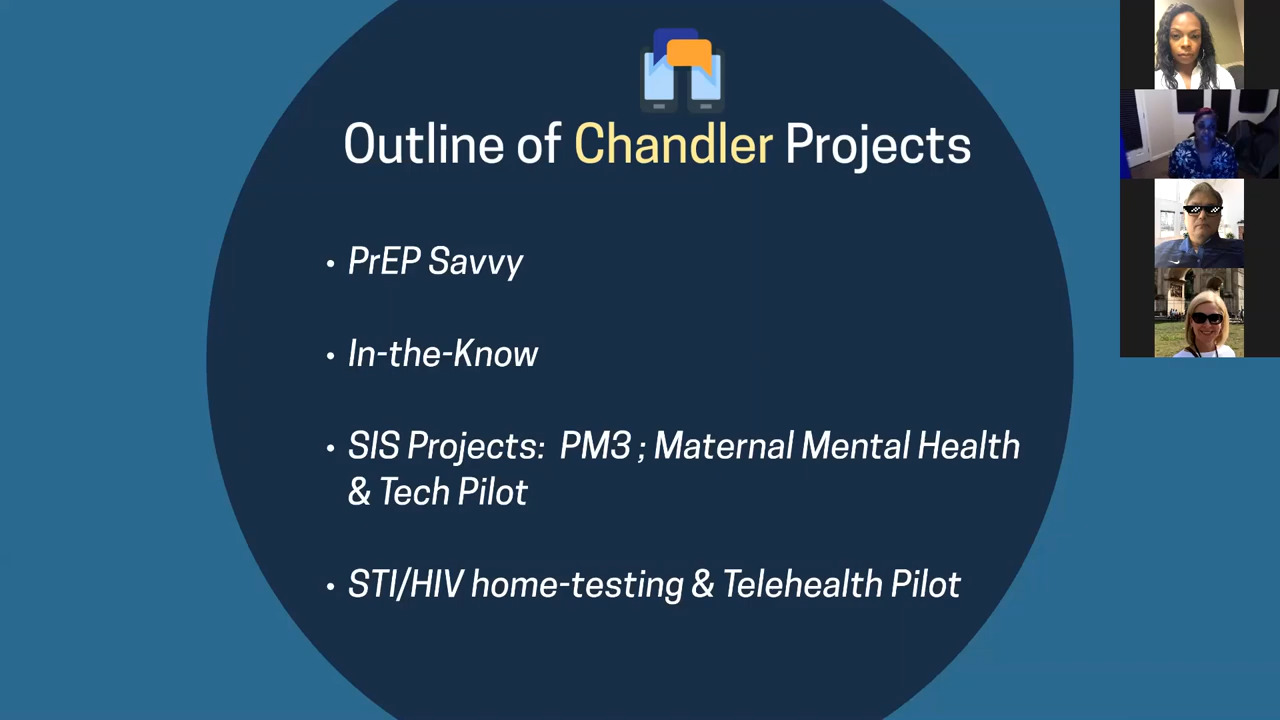 Outline of Chandler Projects
• PrEP Savvy
• In-the-Know
• SIS Projects: PM3 ; Maternal Mental Health
& Tech Pilot
• STI/HIV home-testing & Telehealth Pilot